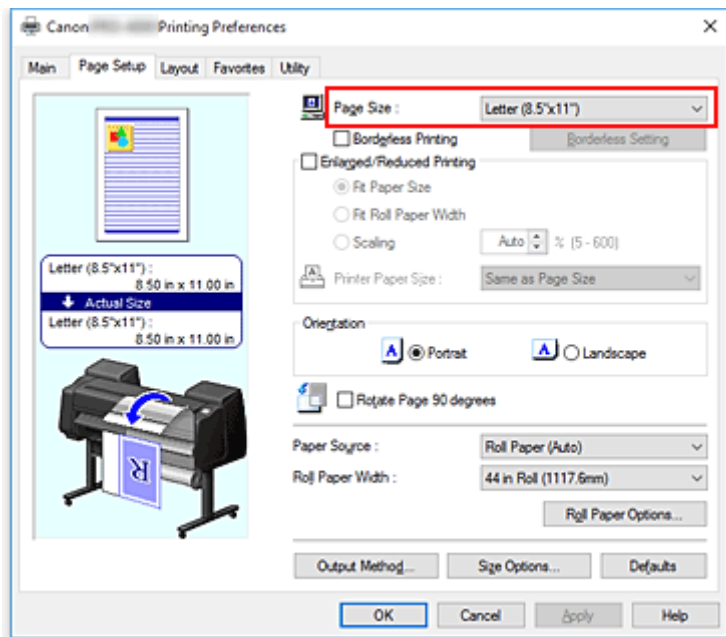 Canon Printing Preferences
Main Page Setup Layout Favorites Utility
Page Size : Letter (8.5"x11")
Borderless Printing Borderless Setting
Enlarged/Reduced Printing
Fit Paper Size
Fit Roll Paper Width
Scaling Auto % (5 - 600)
Printer Paper Size : Same as Page Size
Letter (8.5"x11") :
8.50 in x 11.00 in
Actual Size
Letter (8.5"x11") :
8.50 in x 11.00 in
Orientation
A Portrait A Landscape
Rotate Page 90 degrees
R
Paper Source : Roll Paper (Auto)
Roll Paper Width : 44 in Roll (1117.6mm)
Roll Paper Options...
Output Method... Size Options... Defaults
OK Cancel Apply Help